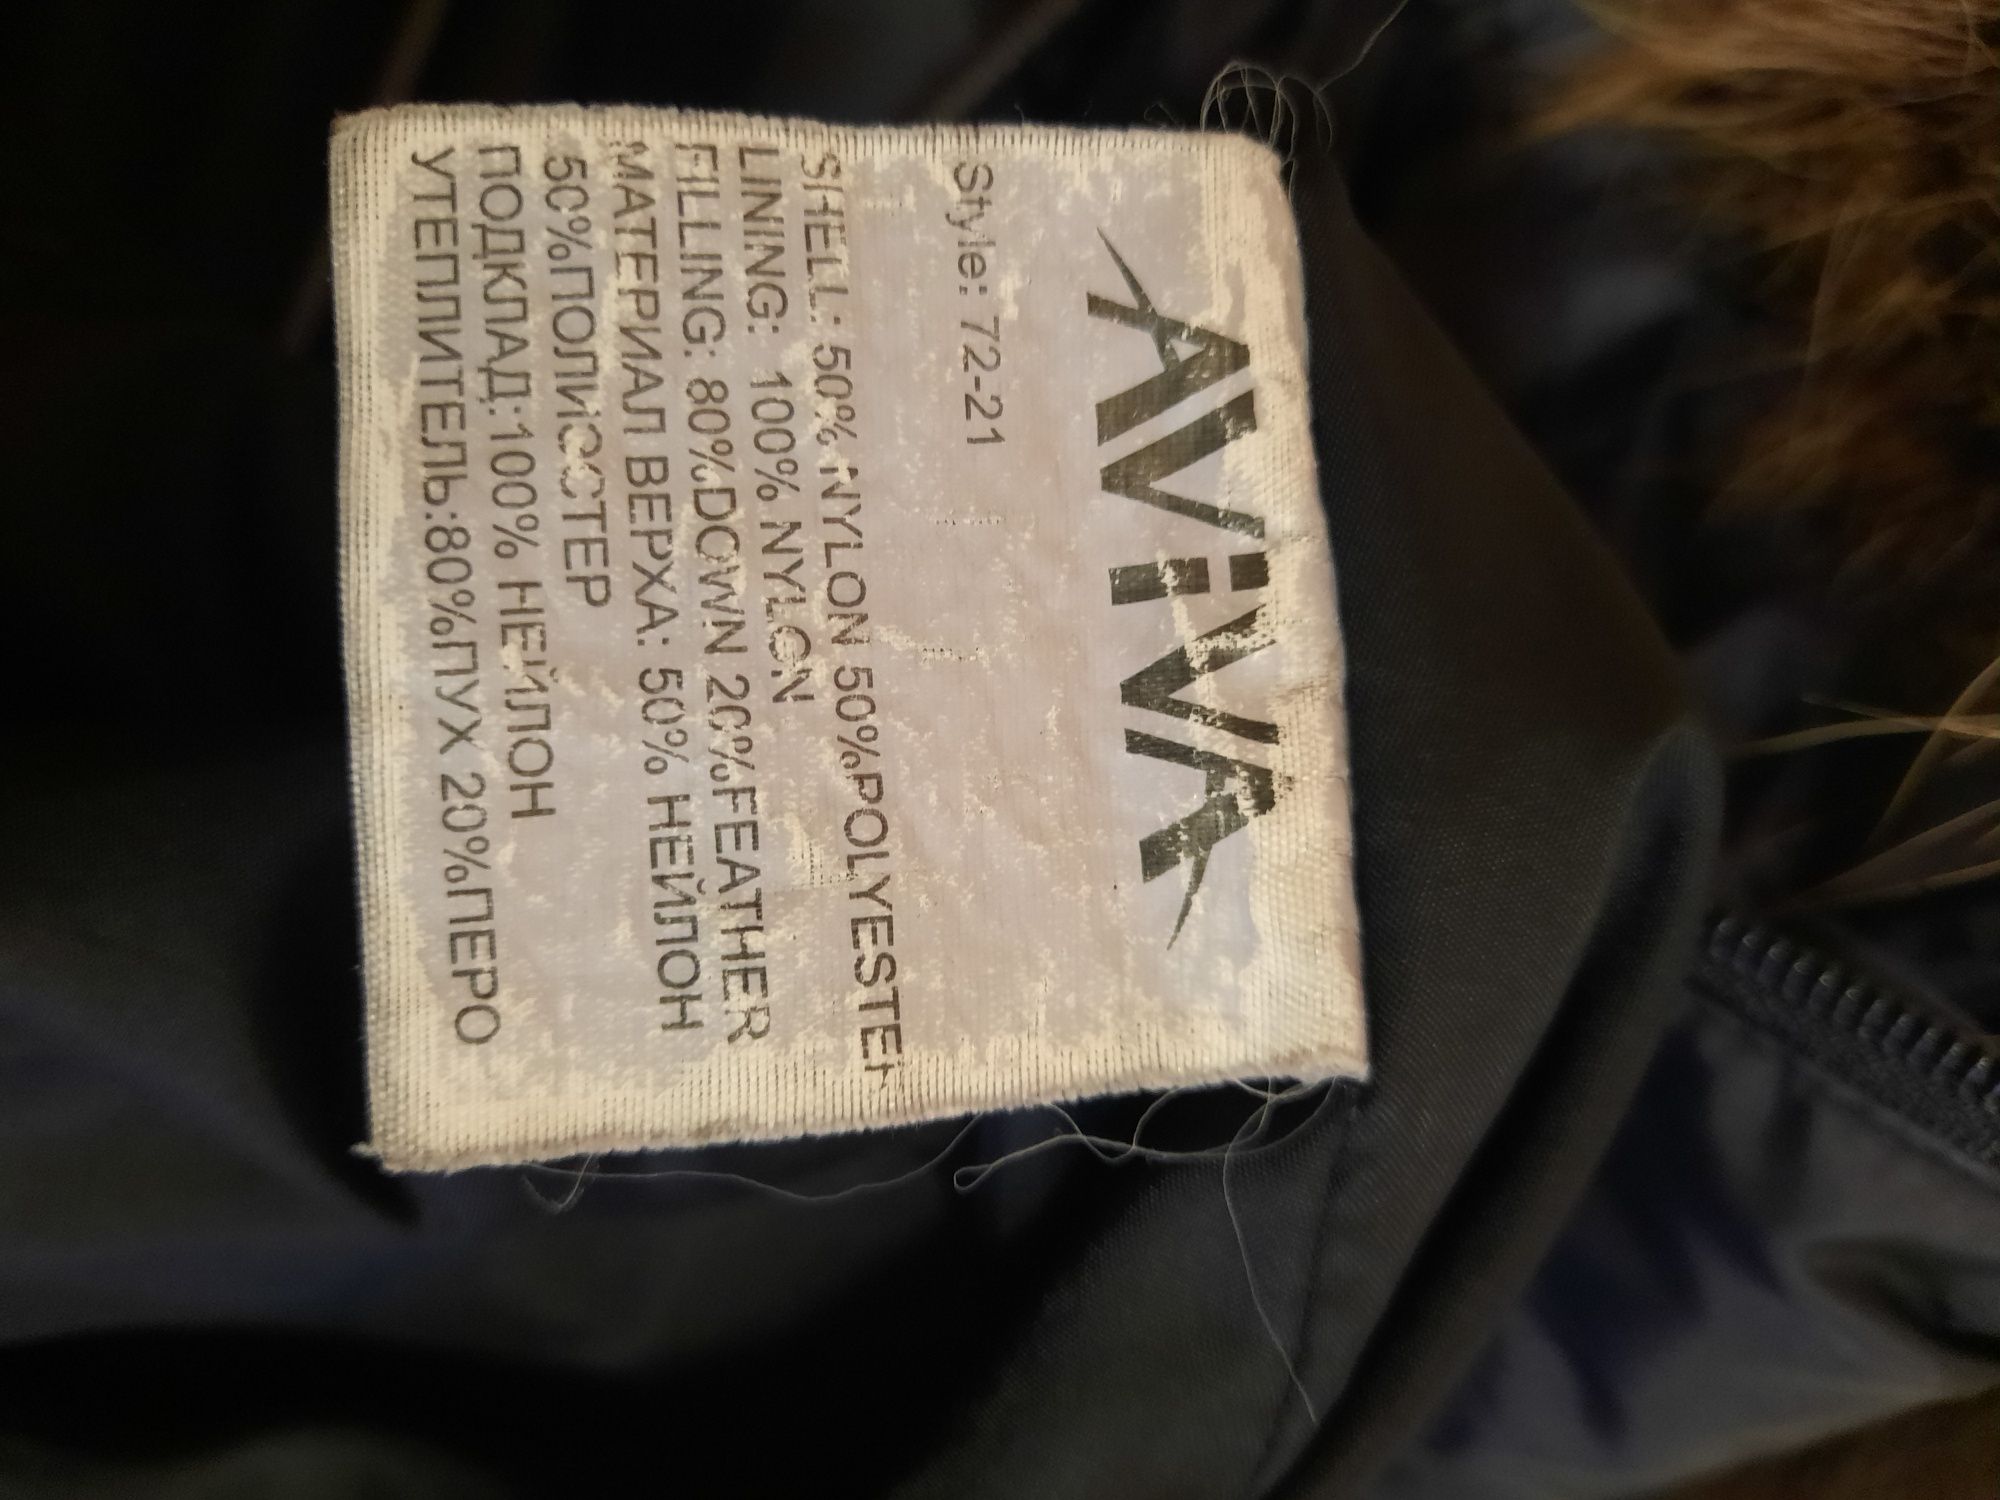 AViVA
Style: 72-21
SHELL: 50% NYLON 50%POLYESTER
LINING: 100% NYLON
FILLING: 80%DOWN 20%FEATHER
МАТЕРИАЛ ВЕРХА: 50% НЕЙЛОН
50%ПОЛИЭСТЕР
ПОДКЛАД:100% НЕЙЛОН
УТЕПЛИТЕЛЬ:80%ПУХ 20%ПЕРО